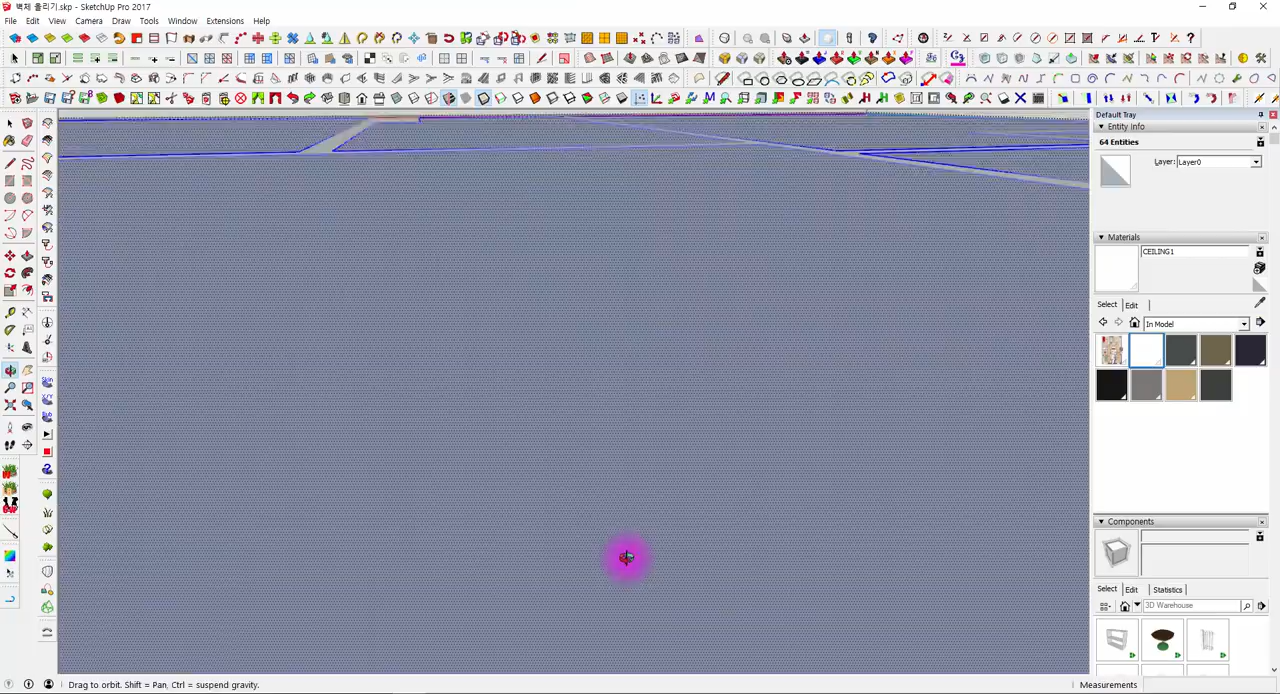 벽체 올리기.skp - SketchUp Pro 2017
File Edit View Camera Draw Tools Window Extensions Help
Default Tray
Entity Info
64 Entities
Layer: Layer0
Materials
CEILING1
Select Edit
In Model
Components
Select Edit Statistics
3D Warehouse
Drag to orbit. Shift = Pan, Ctrl = suspend gravity.
Measurements